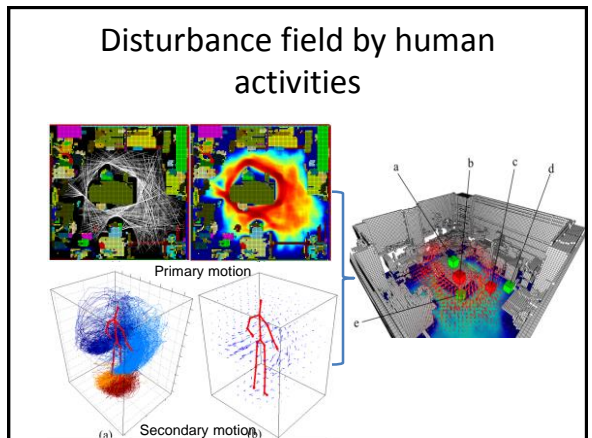 Disturbance field by human
activities
a
b
c
d
e
Primary motion
(a)
Secondary motion
(b)